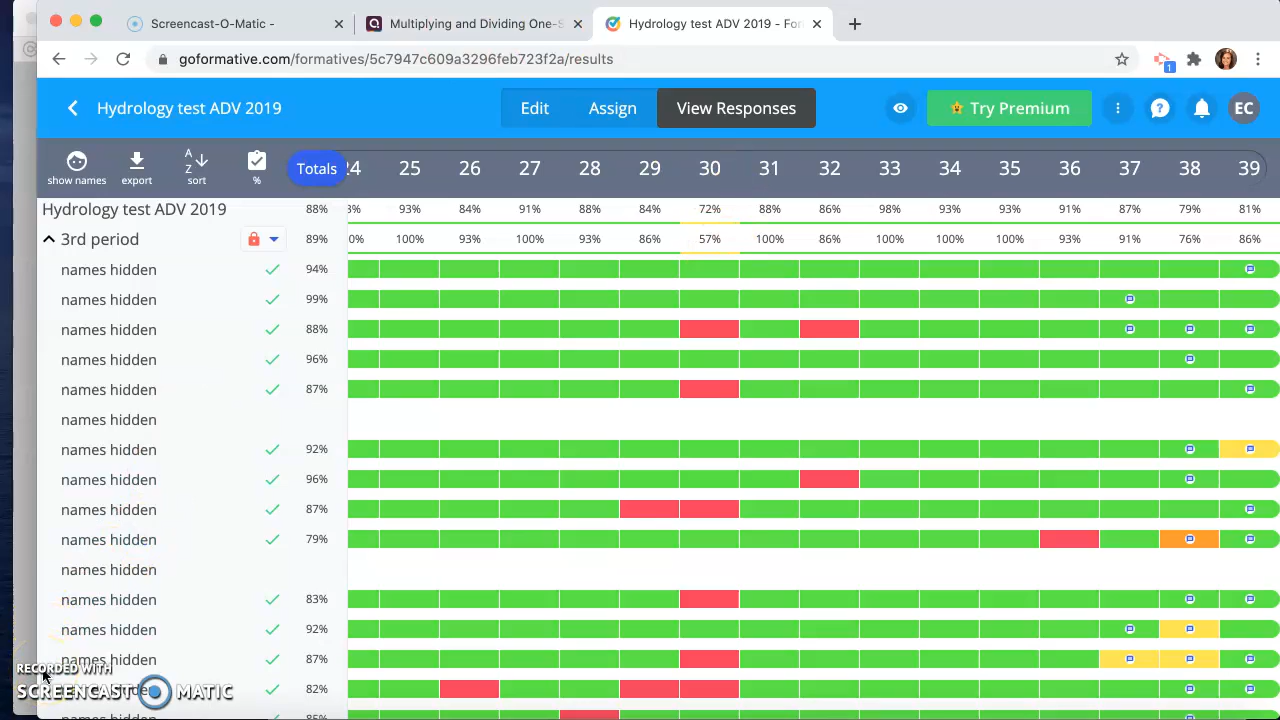 Screencast-O-Matic -
Multiplying and Dividing One-S
Hydrology test ADV 2019 - For
goformative.com/formatives/5c7947c609a3296feb723f2a/results
1
Hydrology test ADV 2019
Edit
Assign
View Responses
Try Premium
EC
show names
export
A
Z
sort
%
Totals
24 25 26 27 28 29 30 31 32 33 34 35 36 37 38 39
Hydrology test ADV 2019 88% 3% 93% 84% 91% 88% 84% 72% 88% 86% 98% 93% 93% 91% 87% 79% 81%
3rd period 89% 0% 100% 93% 100% 93% 86% 57% 100% 86% 100% 100% 100% 93% 91% 76% 86%
names hidden 94%
names hidden 99%
names hidden 88%
names hidden 96%
names hidden 87%
names hidden
names hidden 92%
names hidden 96%
names hidden 87%
names hidden 79%
names hidden
names hidden 83%
names hidden 92%
names hidden 87%
RECORDED WITH
82%
SCREENCAST O MATIC